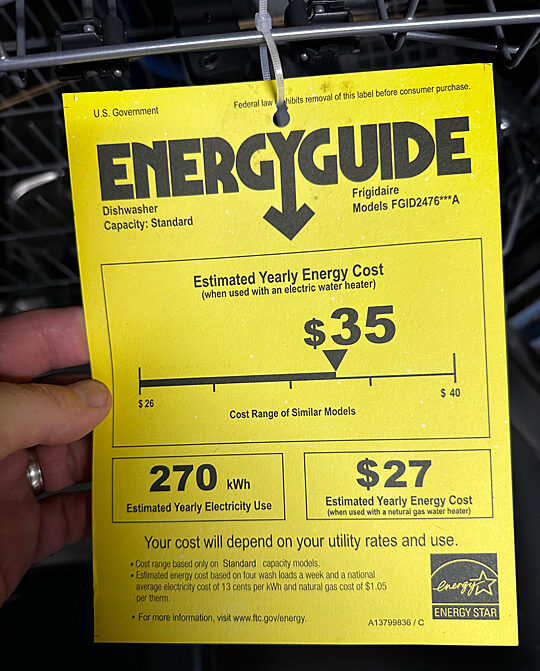 U.S. Government
Federal law hibits removal of this label before consumer purchase.
ENERGYGUIDE
Dishwasher
Capacity: Standard
Frigidaire
Models FGID2476***A
Estimated Yearly Energy Cost
(when used with an electric water heater)
$35
$26
$ 40
Cost Range of Similar Models
270 kWh
Estimated Yearly Electricity Use
$27
Estimated Yearly Energy Cost
(when used with a natural gas water heater)
Your cost will depend on your utility rates and use.
• Cost range based only on Standard capacity models.
• Estimated energy cost based on four wash loads a week and a national
average electricity cost of 13 cents per kWh and natural gas cost of $1.05
per therm.
• For more information, visit www.ftc.gov/energy.
A13799836 / C
energy
ENERGY STAR